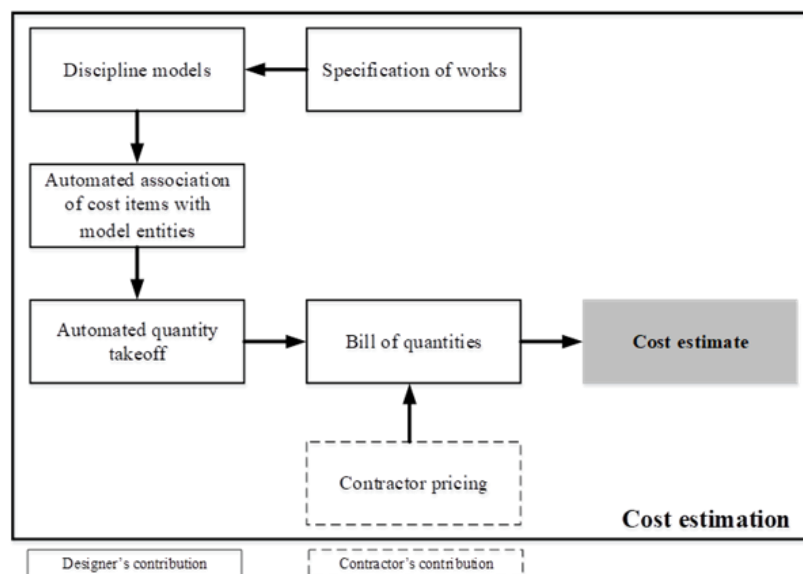 Discipline models
Specification of works
Automated association
of cost items with
model entities
Automated quantity
takeoff
Bill of quantities
Cost estimate
Contractor pricing
Cost estimation
Designer's contribution
Contractor's contribution